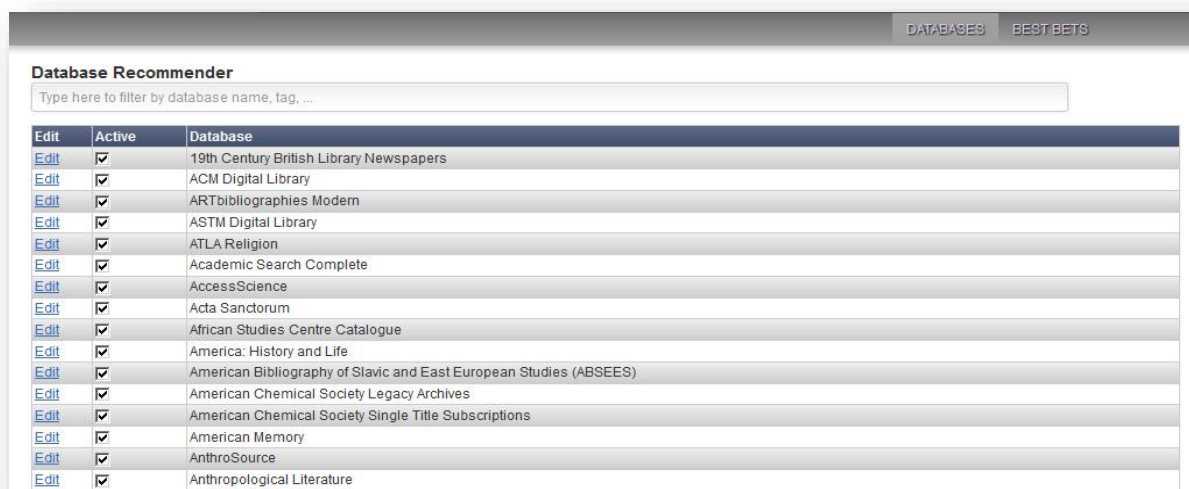 DATABASES BEST BETS
Database Recommender
Type here to filter by database name, tag, ...
Edit Active Database
Edit 19th Century British Library Newspapers
Edit ACM Digital Library
Edit ARTbibliographies Modern
Edit ASTM Digital Library
Edit ATLA Religion
Edit Academic Search Complete
Edit AccessScience
Edit Acta Sanctorum
Edit African Studies Centre Catalogue
Edit America: History and Life
Edit American Bibliography of Slavic and East European Studies (ABSEES)
Edit American Chemical Society Legacy Archives
Edit American Chemical Society Single Title Subscriptions
Edit American Memory
Edit AnthroSource
Edit Anthropological Literature